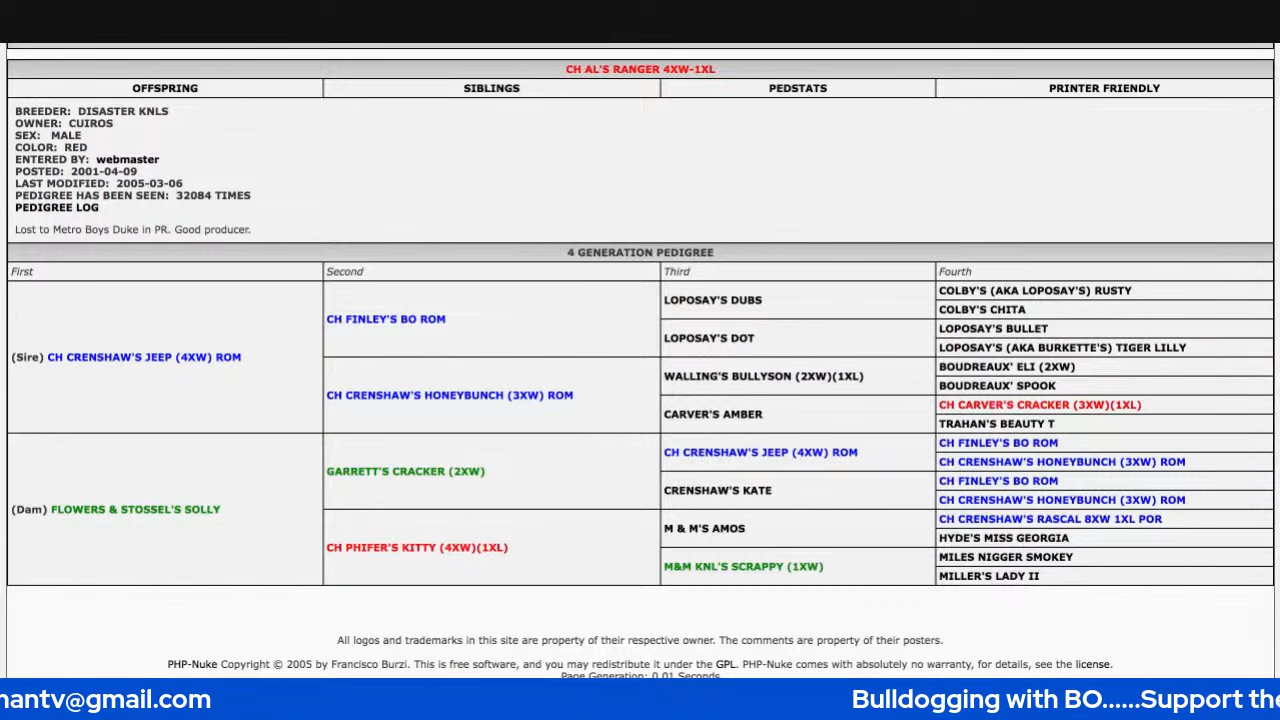 CH AL'S RANGER 4XW-1XL
OFFSPRING SIBLINGS PEDSTATS PRINTER FRIENDLY
BREEDER: DISASTER KNLS
OWNER: CUIROS
SEX: MALE
COLOR: RED
ENTERED BY: webmaster
POSTED: 2001-04-09
LAST MODIFIED: 2005-03-06
PEDIGREE HAS BEEN SEEN: 32084 TIMES
PEDIGREE LOG
Lost to Metro Boys Duke in PR. Good producer.
4 GENERATION PEDIGREE
First Second Third Fourth
(Sire) CH CRENSHAW'S JEEP (4XW) ROM
CH FINLEY'S BO ROM
LOPOSAY'S DUBS
COLBY'S (AKA LOPOSAY'S) RUSTY
COLBY'S CHITA
LOPOSAY'S DOT
LOPOSAY'S BULLET
LOPOSAY'S (AKA BURKETTE'S) TIGER LILLY
CH CRENSHAW'S HONEYBUNCH (3XW) ROM
WALLING'S BULLYSON (2XW)(1XL)
BOUDREAUX' ELI (2XW)
BOUDREAUX' SPOOK
CARVER'S AMBER
CH CARVER'S CRACKER (3XW)(1XL)
TRAHAN'S BEAUTY T
(Dam) FLOWERS & STOSSEL'S SOLLY
GARRETT'S CRACKER (2XW)
CH CRENSHAW'S JEEP (4XW) ROM
CH FINLEY'S BO ROM
CH CRENSHAW'S HONEYBUNCH (3XW) ROM
CRENSHAW'S KATE
CH FINLEY'S BO ROM
CH CRENSHAW'S HONEYBUNCH (3XW) ROM
CH PHIFER'S KITTY (4XW)(1XL)
M & M'S AMOS
CH CRENSHAW'S RASCAL 8XW 1XL POR
HYDE'S MISS GEORGIA
M&M KNL'S SCRAPPY (1XW)
MILES NIGGER SMOKEY
MILLER'S LADY II
All logos and trademarks in this site are property of their respective owner. The comments are property of their posters.
PHP-Nuke Copyright © 2005 by Francisco Burzi. This is free software, and you may redistribute it under the GPL. PHP-Nuke comes with absolutely no warranty, for details, see the license.
Page Generation: 0.01 Seconds
mantv@gmail.com Bulldogging with BO......Support the